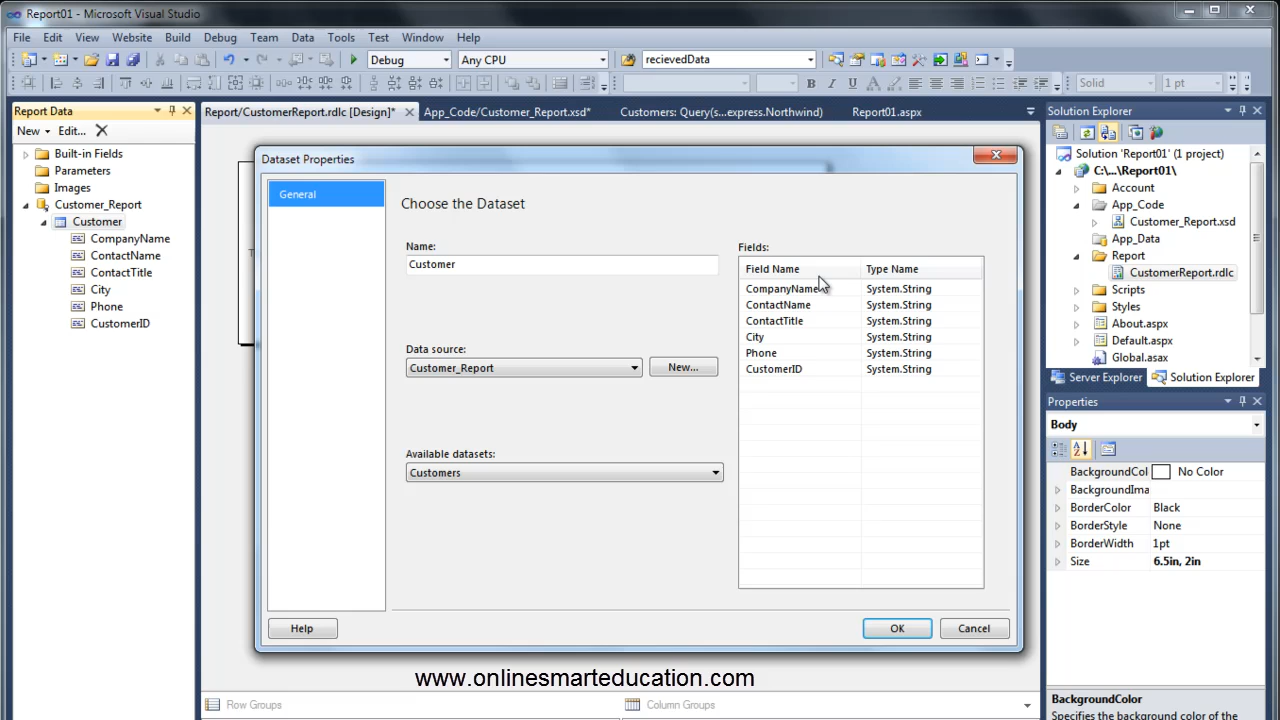 Report01 - Microsoft Visual Studio
File Edit View Website Build Debug Team Data Tools Test Window Help
Debug Any CPU recievedData
Solid 1 pt
Report Data
New Edit...
Built-in Fields
Parameters
Images
Customer_Report
Customer
CompanyName
ContactName
ContactTitle
City
Phone
CustomerID
Report/CustomerReport.rdlc [Design]* App_Code/Customer_Report.xsd* Customers: Query(s...express.Northwind) Report01.aspx
Dataset Properties
General
Choose the Dataset
Name:
Customer
Data source:
Customer_Report New...
Available datasets:
Customers
Fields:
Field Name Type Name
CompanyName System.String
ContactName System.String
ContactTitle System.String
City System.String
Phone System.String
CustomerID System.String
Help OK Cancel
www.onlinesmarteducation.com
Row Groups Column Groups
Solution Explorer
Solution 'Report01' (1 project)
C:\...\Report01\
Account
App_Code
Customer_Report.xsd
App_Data
Report
CustomerReport.rdlc
Scripts
Styles
About.aspx
Default.aspx
Global.asax
Server Explorer Solution Explorer
Properties
Body
BackgroundCol No Color
BackgroundIma
BorderColor Black
BorderStyle None
BorderWidth 1pt
Size 6.5in, 2in
BackgroundColor
Specifies the background color of the